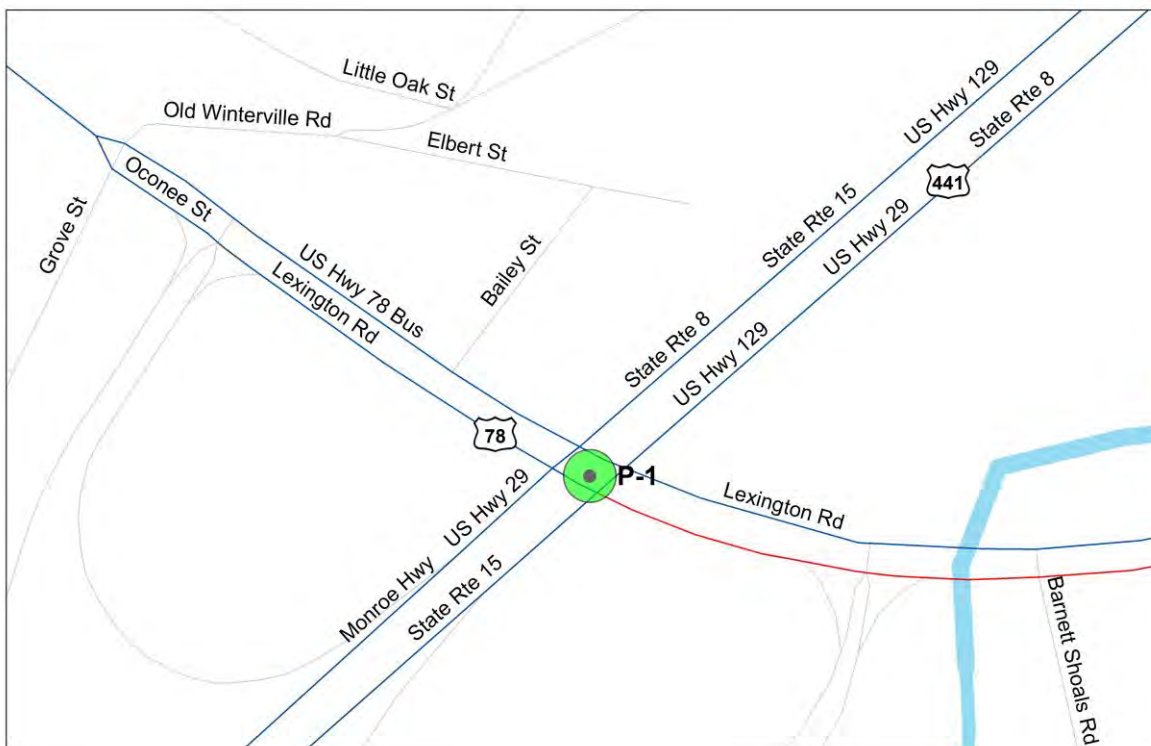 Little Oak St
US Hwy 129
State Rte 8
Old Winterville Rd
Elbert St
441
Oconee St
State Rte 15
US Hwy 29
Grove St
US Hwy 78 Bus
Bailey St
Lexington Rd
State Rte 8
US Hwy 129
78
P-1
US Hwy 29
Lexington Rd
Monroe Hwy
State Rte 15
Barnett Shoals Rd